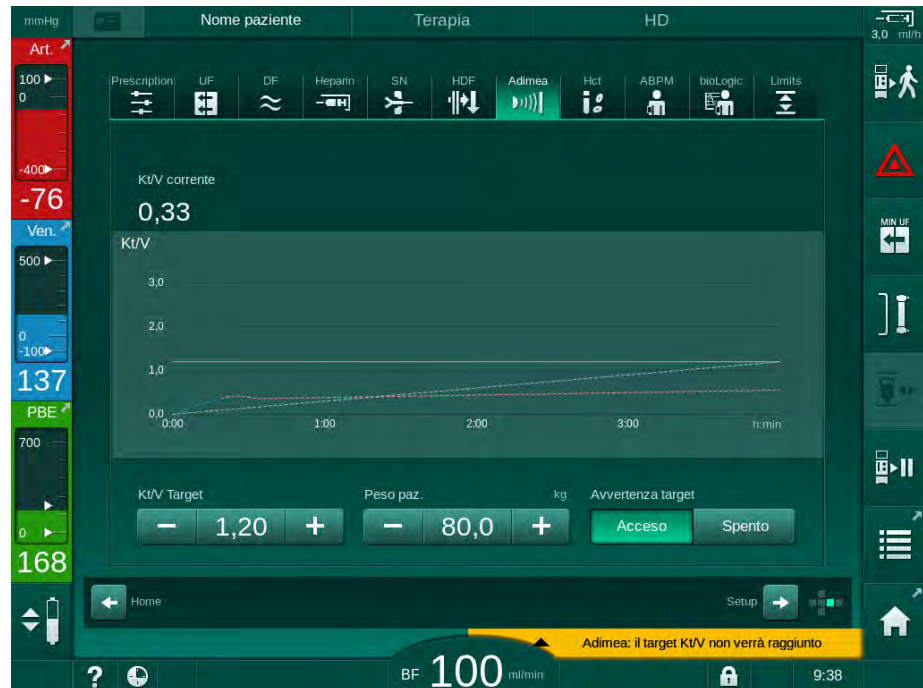 mmHg
Nome paziente
Terapia
HD
3,0 ml/h
Art.
100
0
-400
-76
Ven.
500
0
-100
137
PBE
700
0
168
Prescription
UF
DF
Heparin
SN
HDF
Adimea
Hct
ABPM
bioLogic
Limits
Kt/V corrente
0,33
Kt/V
3,0
2,0
1,0
0,0
0:00 1:00 2:00 3:00 h:min
Kt/V Target
Peso paz. kg
Avvertenza target
− 1,20 +
− 80,0 +
Acceso Spento
MIN UF
Home
Setup
Adimea: il target Kt/V non verrà raggiunto
? BF 100 ml/min 9:38